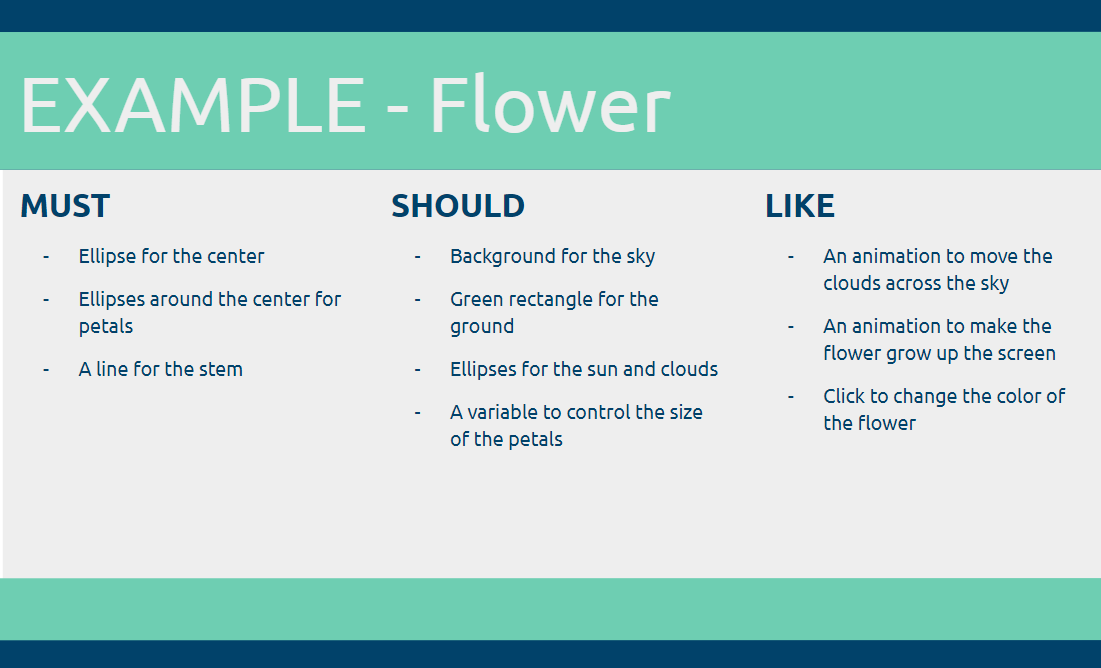 EXAMPLE - Flower
MUST
- Ellipse for the center
- Ellipses around the center for
petals
- A line for the stem
SHOULD
- Background for the sky
- Green rectangle for the
ground
- Ellipses for the sun and clouds
- A variable to control the size
of the petals
LIKE
- An animation to move the
clouds across the sky
- An animation to make the
flower grow up the screen
- Click to change the color of
the flower